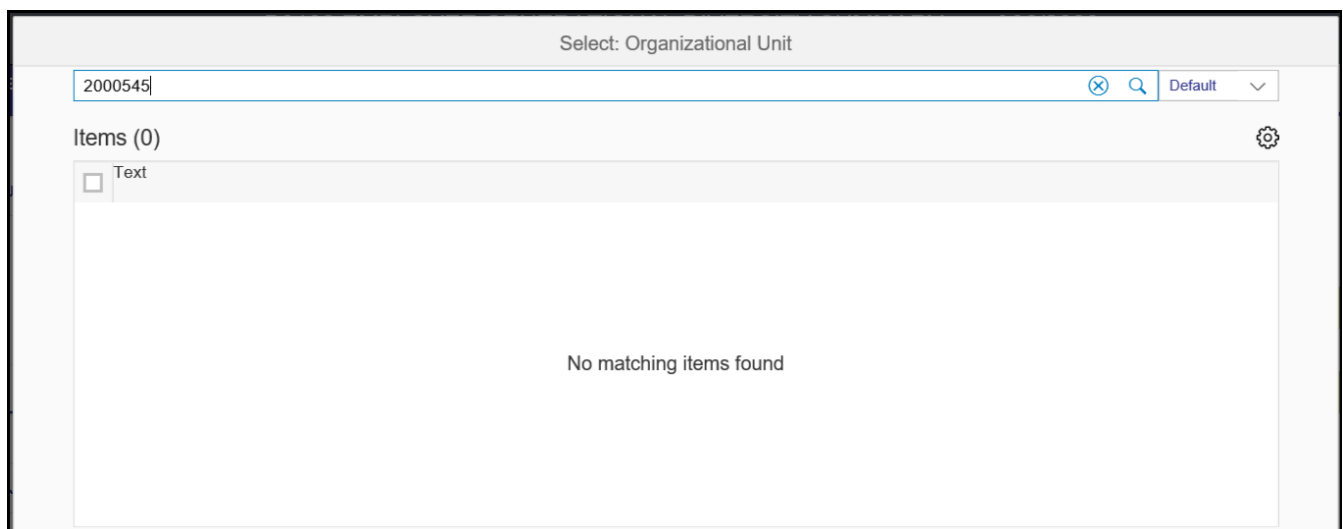 Select: Organizational Unit
2000545 Default
Items (0)
Text
No matching items found